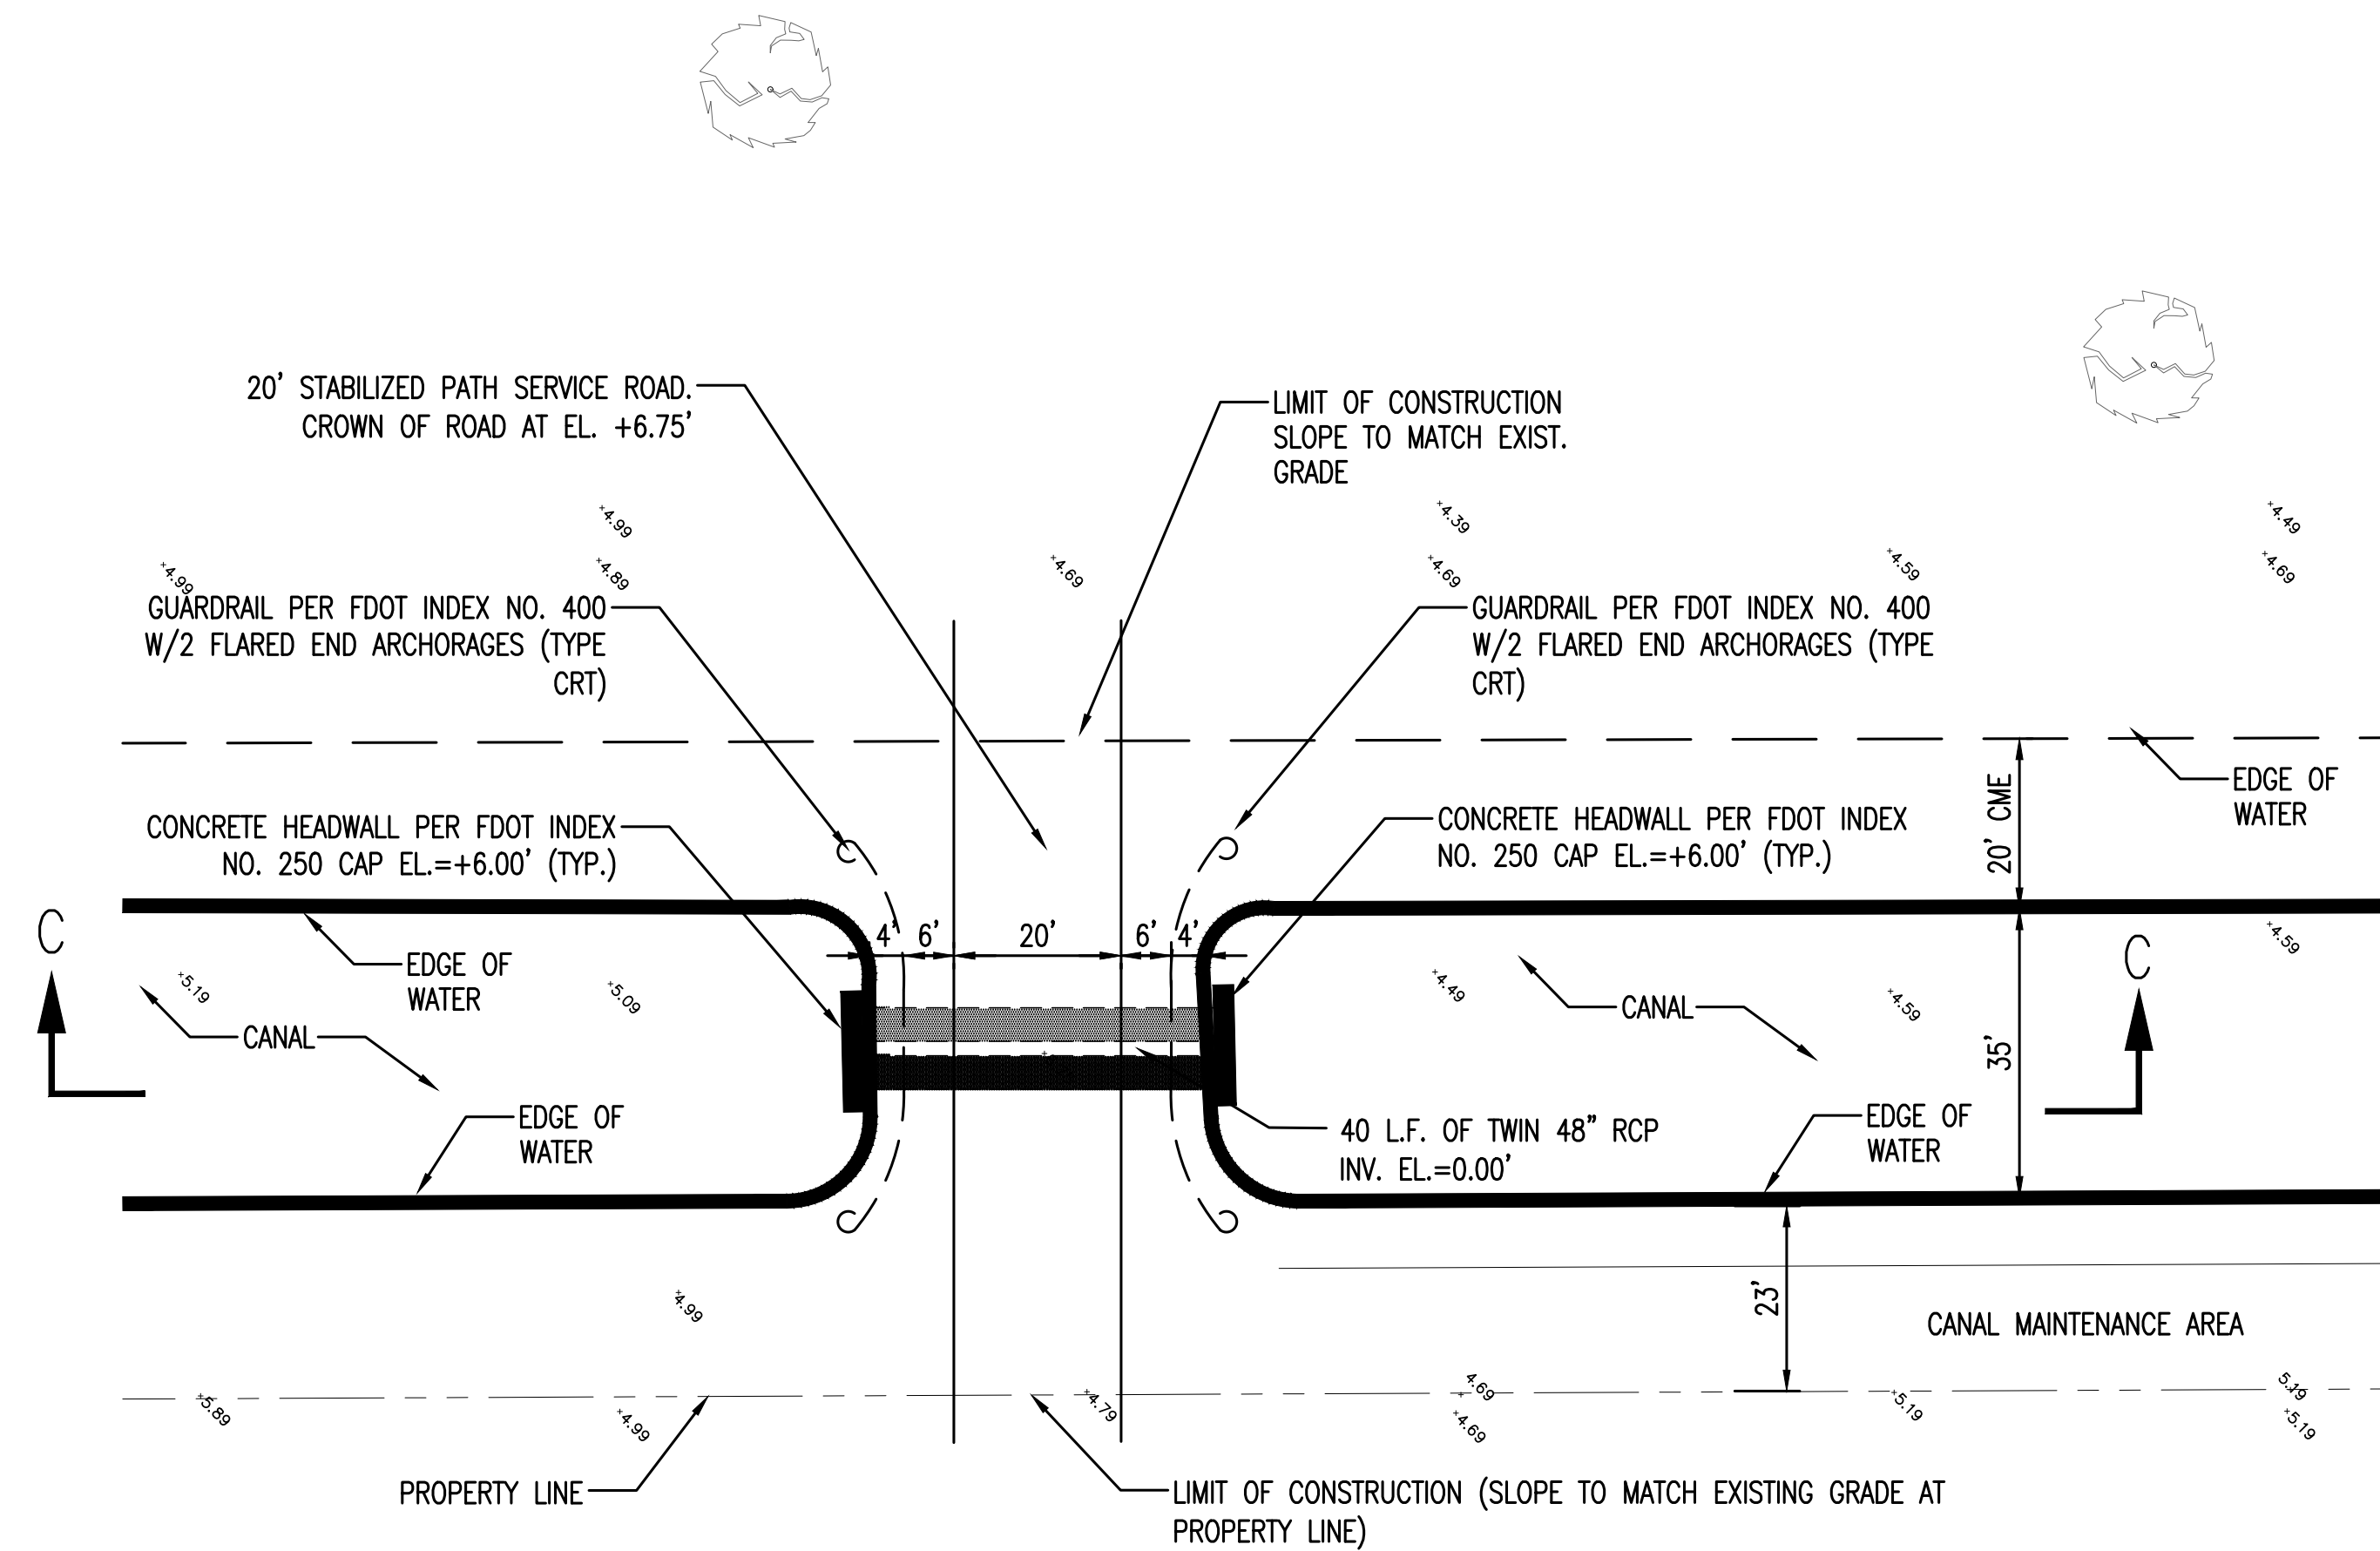 20' STABILIZED PATH SERVICE ROAD.
CROWN OF ROAD AT EL. +6.75'
LIMIT OF CONSTRUCTION
SLOPE TO MATCH EXIST.
GRADE
+4.99
+4.39
+4.49
+4.99
+4.89
+4.69
+4.69
+4.59
+4.69
GUARDRAIL PER FDOT INDEX NO. 400
W/2 FLARED END ARCHORAGES (TYPE
CRT)
GUARDRAIL PER FDOT INDEX NO. 400
W/2 FLARED END ARCHORAGES (TYPE
CRT)
20' CME
EDGE OF
WATER
CONCRETE HEADWALL PER FDOT INDEX
NO. 250 CAP EL.=+6.00' (TYP.)
CONCRETE HEADWALL PER FDOT INDEX
NO. 250 CAP EL.=+6.00' (TYP.)
C
4' 6' 20' 6' 4'
+4.59
C
EDGE OF
WATER
+5.19
+5.09
+4.49
CANAL
+4.59
CANAL
35'
EDGE OF
WATER
40 L.F. OF TWIN 48" RCP
INV. EL.=0.00'
EDGE OF
WATER
+4.99
23'
CANAL MAINTENANCE AREA
+5.89
+4.99
+4.79
4.69
+4.69
+5.19
5.19
+5.19
PROPERTY LINE
LIMIT OF CONSTRUCTION (SLOPE TO MATCH EXISTING GRADE AT
PROPERTY LINE)